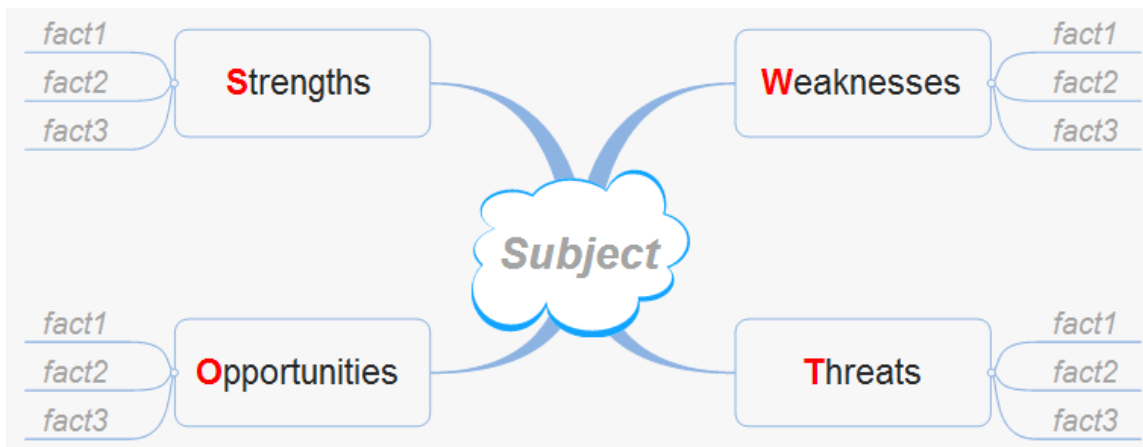 fact1
fact2
fact3
Strengths
Weaknesses
fact1
fact2
fact3
Subject
fact1
fact2
fact3
Opportunities
Threats
fact1
fact2
fact3